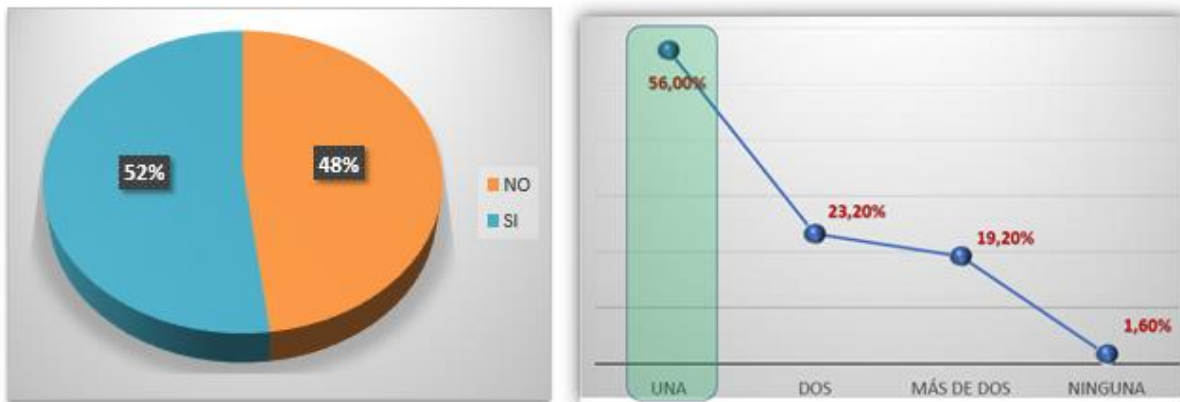 52%
48%
NO
SI
56,00%
23,20%
19,20%
1,60%
UNA
DOS
MÁS DE DOS
NINGUNA